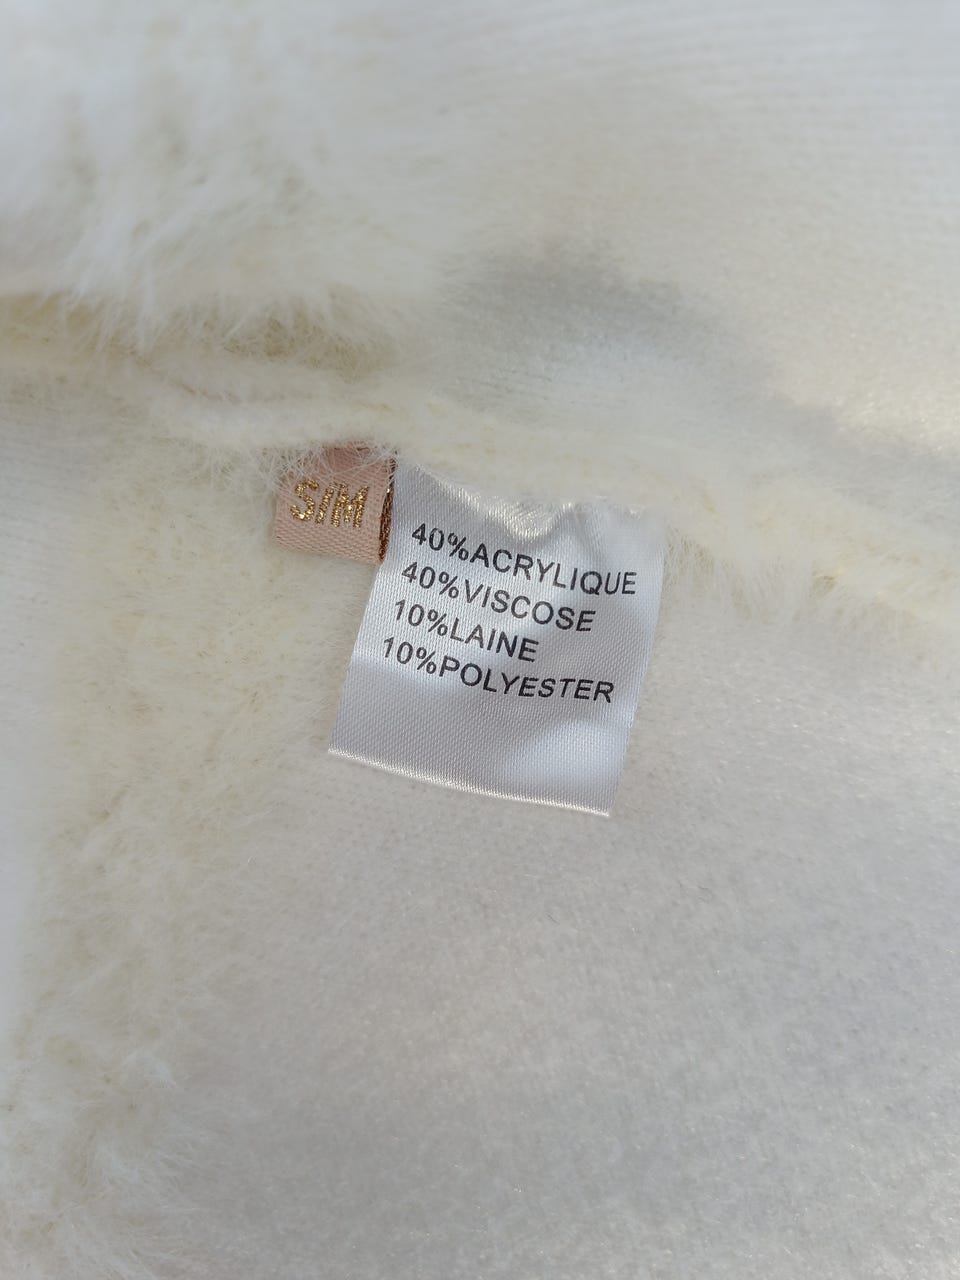 S/M
40%ACRYLIQUE
40%VISCOSE
10%LAINE
10%POLYESTER